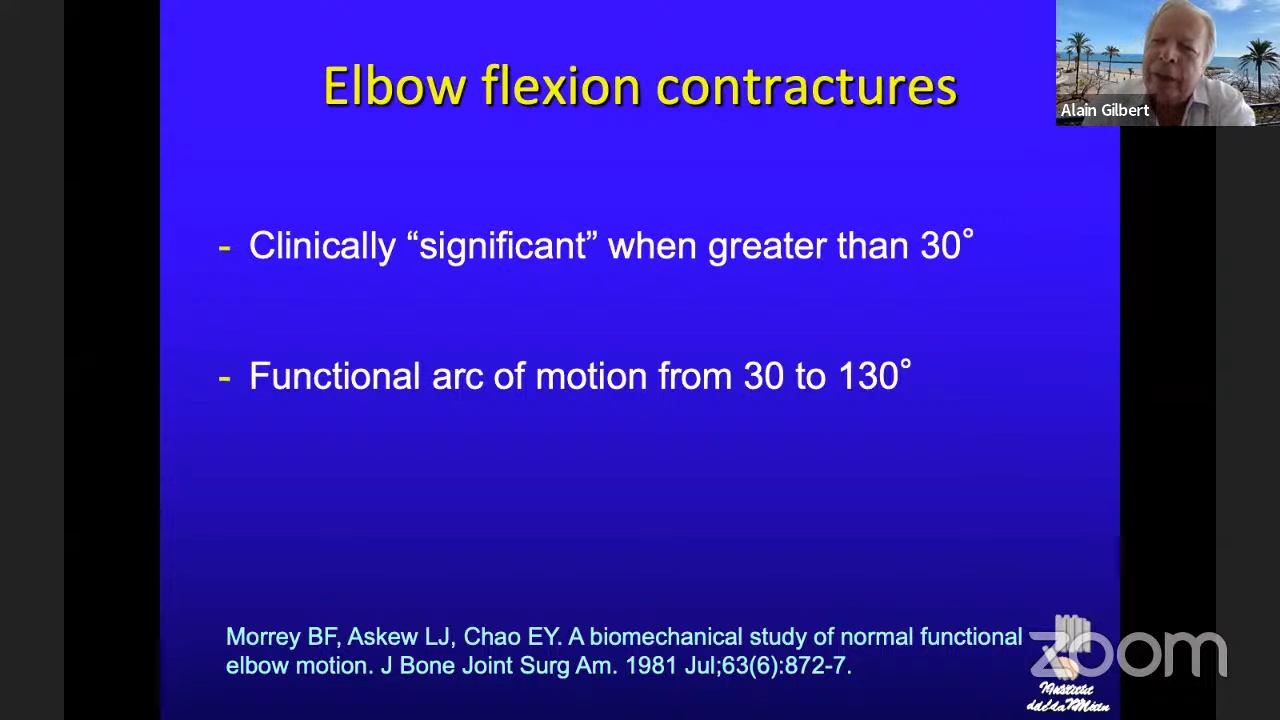 Elbow flexion contractures
Alain Gilbert
- Clinically “significant” when greater than 30°
- Functional arc of motion from 30 to 130°
Morrey BF, Askew LJ, Chao EY. A biomechanical study of normal functional
elbow motion. J Bone Joint Surg Am. 1981 Jul;63(6):872-7.
zoom